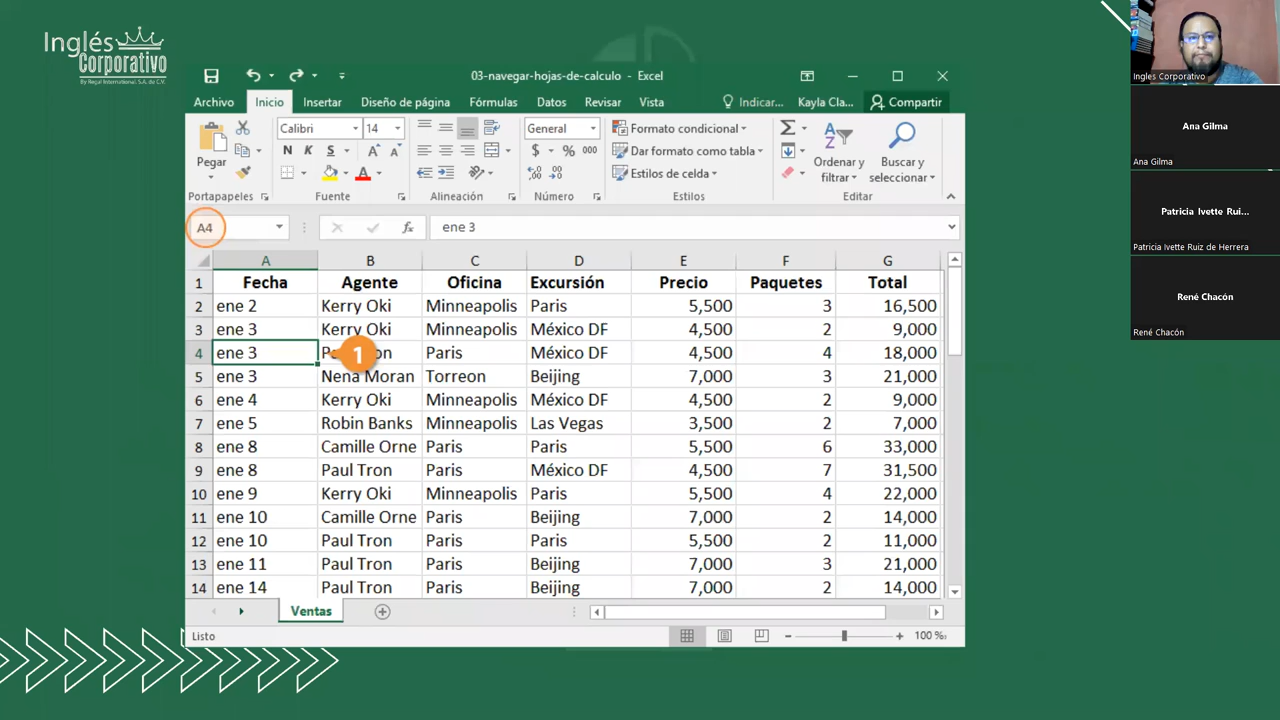 Inglés
Corporativo
By Regal International, S.A. de C.V.
03-navegar-hojas-de-calculo - Excel
Archivo Inicio Insertar Diseño de página Fórmulas Datos Revisar Vista Indicar... Kayla Cla... Compartir
Pegar
Calibri 14
N K S A A
A
General
$ % 000
Formato condicional
Dar formato como tabla
Estilos de celda
Ordenar y
filtrar
Buscar y
seleccionar
Portapapeles Fuente Alineación Número Estilos Editar
A4 fx ene 3
A B C D E F G
1 Fecha Agente Oficina Excursión Precio Paquetes Total
2 ene 2 Kerry Oki Minneapolis Paris 5,500 3 16,500
3 ene 3 Kerry Oki Minneapolis México DF 4,500 2 9,000
4 ene 3 1 on Paris México DF 4,500 4 18,000
5 ene 3 Nena Moran Torreon Beijing 7,000 3 21,000
6 ene 4 Kerry Oki Minneapolis México DF 4,500 2 9,000
7 ene 5 Robin Banks Minneapolis Las Vegas 3,500 2 7,000
8 ene 8 Camille Orne Paris Paris 5,500 6 33,000
9 ene 8 Paul Tron Paris México DF 4,500 7 31,500
10 ene 9 Kerry Oki Minneapolis Paris 5,500 4 22,000
11 ene 10 Camille Orne Paris Beijing 7,000 2 14,000
12 ene 10 Paul Tron Paris Paris 5,500 2 11,000
13 ene 11 Paul Tron Paris Beijing 7,000 3 21,000
14 ene 14 Paul Tron Paris Beijing 7,000 2 14,000
Ventas
Listo 100 %
Ingles Corporativo
Ana Gilma
Ana Gilma
Patricia Ivette Rui...
Patricia Ivette Ruiz de Herrera
René Chacón
René Chacón